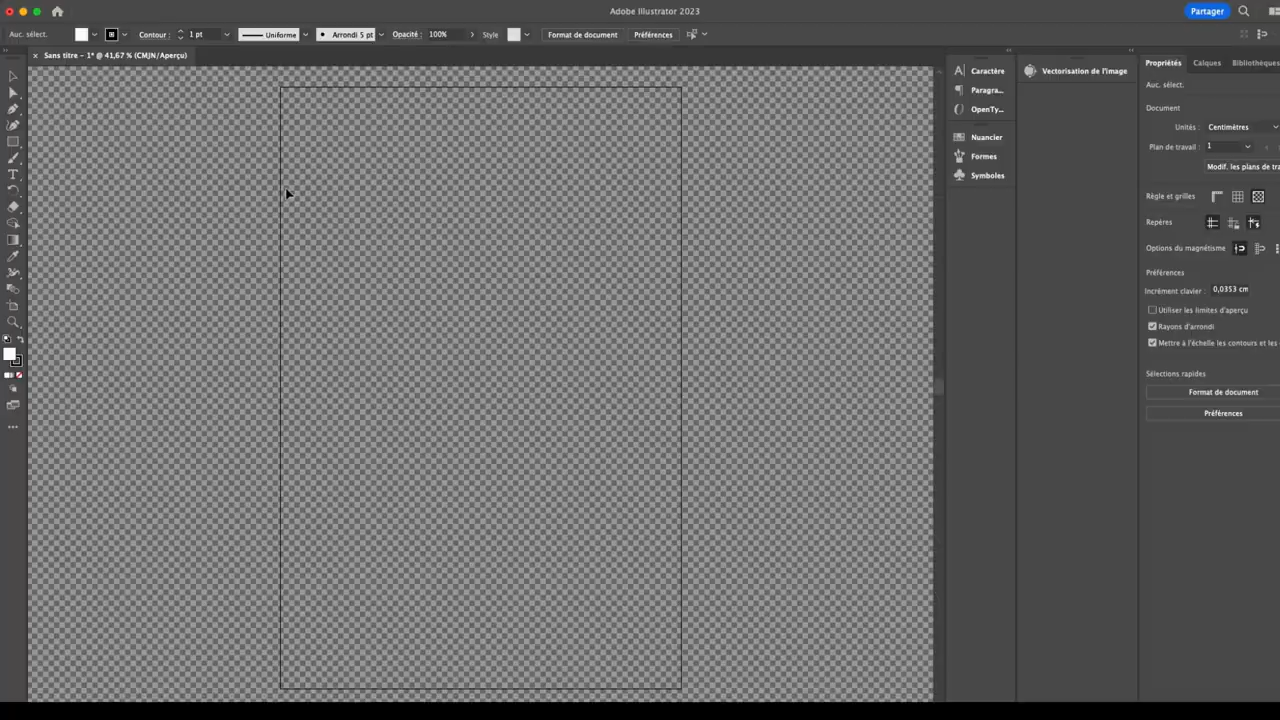 Adobe Illustrator 2023
Partager
Auc. sélect.
Contour :
1 pt
Uniforme
Arrondi 5 pt
Opacité :
100%
Style
Format de document
Préférences
Sans titre - 1* @ 41,67 % (CMJN/Aperçu)
Caractère
Paragra...
OpenTy...
Nuancier
Formes
Symboles
Vectorisation de l'image
Propriétés
Calques
Bibliothèques
Auc. sélect.
Document
Unités :
Centimètres
Plan de travail :
1
Modif. les plans de tra
Règle et grilles
Repères
Options du magnétisme
Préférences
Incrément clavier :
0,0353 cm
Utiliser les limites d'aperçu
Rayons d'arrondi
Mettre à l'échelle les contours et les
Sélections rapides
Format de document
Préférences